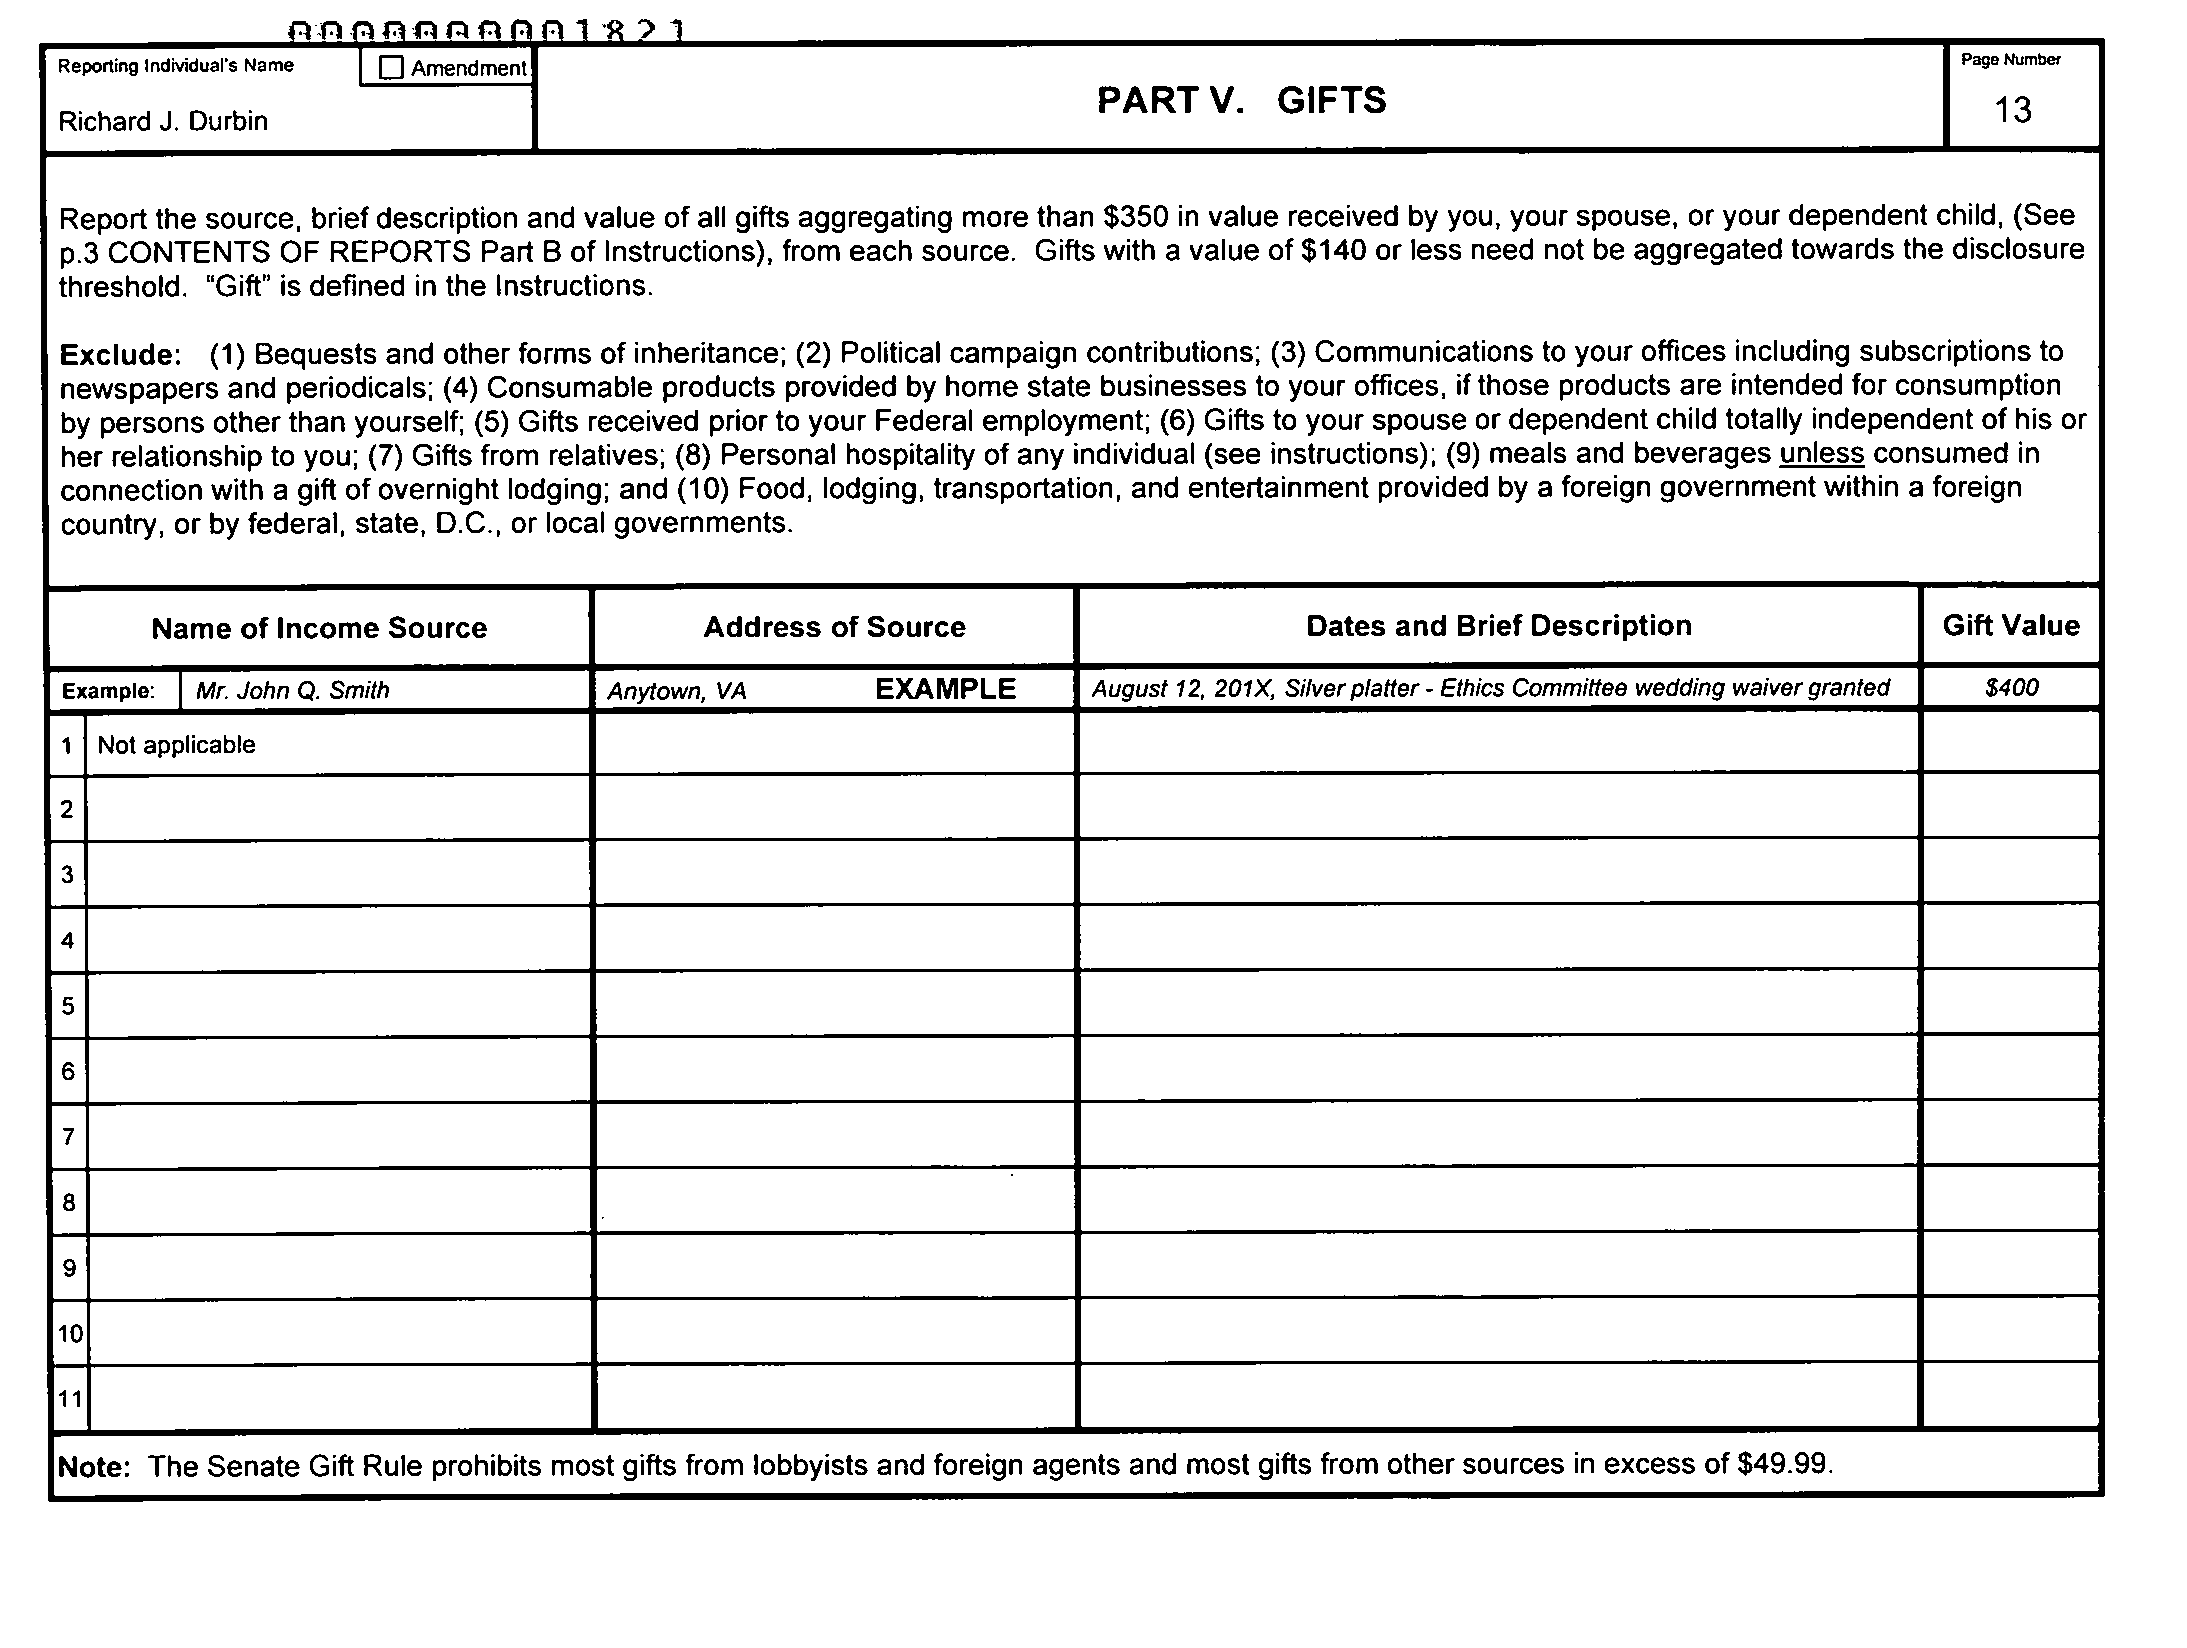 0000000001821
Reporting Individual's Name
☐ Amendment
Richard J. Durbin
PART V. GIFTS
Page Number
13
Report the source, brief description and value of all gifts aggregating more than $350 in value received by you, your spouse, or your dependent child, (See
p.3 CONTENTS OF REPORTS Part B of Instructions), from each source. Gifts with a value of $140 or less need not be aggregated towards the disclosure
threshold. "Gift" is defined in the Instructions.
Exclude: (1) Bequests and other forms of inheritance; (2) Political campaign contributions; (3) Communications to your offices including subscriptions to
newspapers and periodicals; (4) Consumable products provided by home state businesses to your offices, if those products are intended for consumption
by persons other than yourself; (5) Gifts received prior to your Federal employment; (6) Gifts to your spouse or dependent child totally independent of his or
her relationship to you; (7) Gifts from relatives; (8) Personal hospitality of any individual (see instructions); (9) meals and beverages unless consumed in
connection with a gift of overnight lodging; and (10) Food, lodging, transportation, and entertainment provided by a foreign government within a foreign
country, or by federal, state, D.C., or local governments.
Name of Income Source Address of Source Dates and Brief Description Gift Value
Example: Mr. John Q. Smith Anytown, VA EXAMPLE August 12, 201X, Silver platter - Ethics Committee wedding waiver granted $400
1 Not applicable
2
3
4
5
6
7
8
9
10
11
Note: The Senate Gift Rule prohibits most gifts from lobbyists and foreign agents and most gifts from other sources in excess of $49.99.